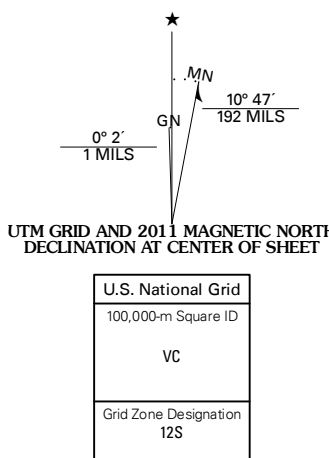 ★
MN
GN
10° 47´
192 MILS
0° 2´
1 MILS
UTM GRID AND 2011 MAGNETIC NORTH
DECLINATION AT CENTER OF SHEET
U.S. National Grid
100,000-m Square ID
VC
Grid Zone Designation
12S